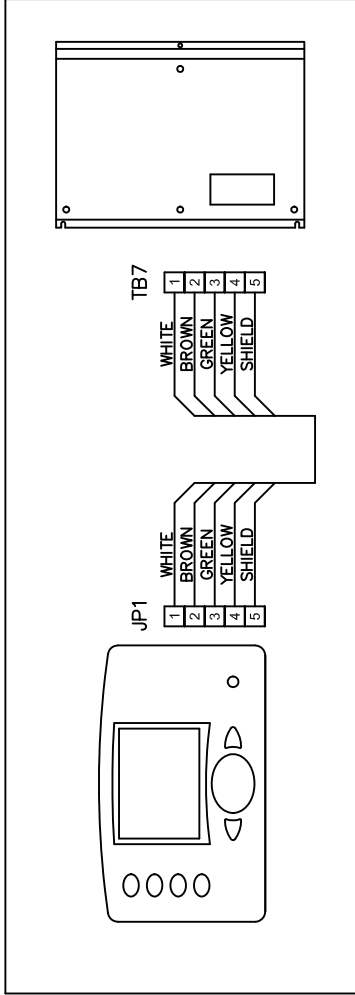 TB7
1 WHITE
2 BROWN
3 GREEN
4 YELLOW
5 SHIELD
JP1
1 WHITE
2 BROWN
3 GREEN
4 YELLOW
5 SHIELD